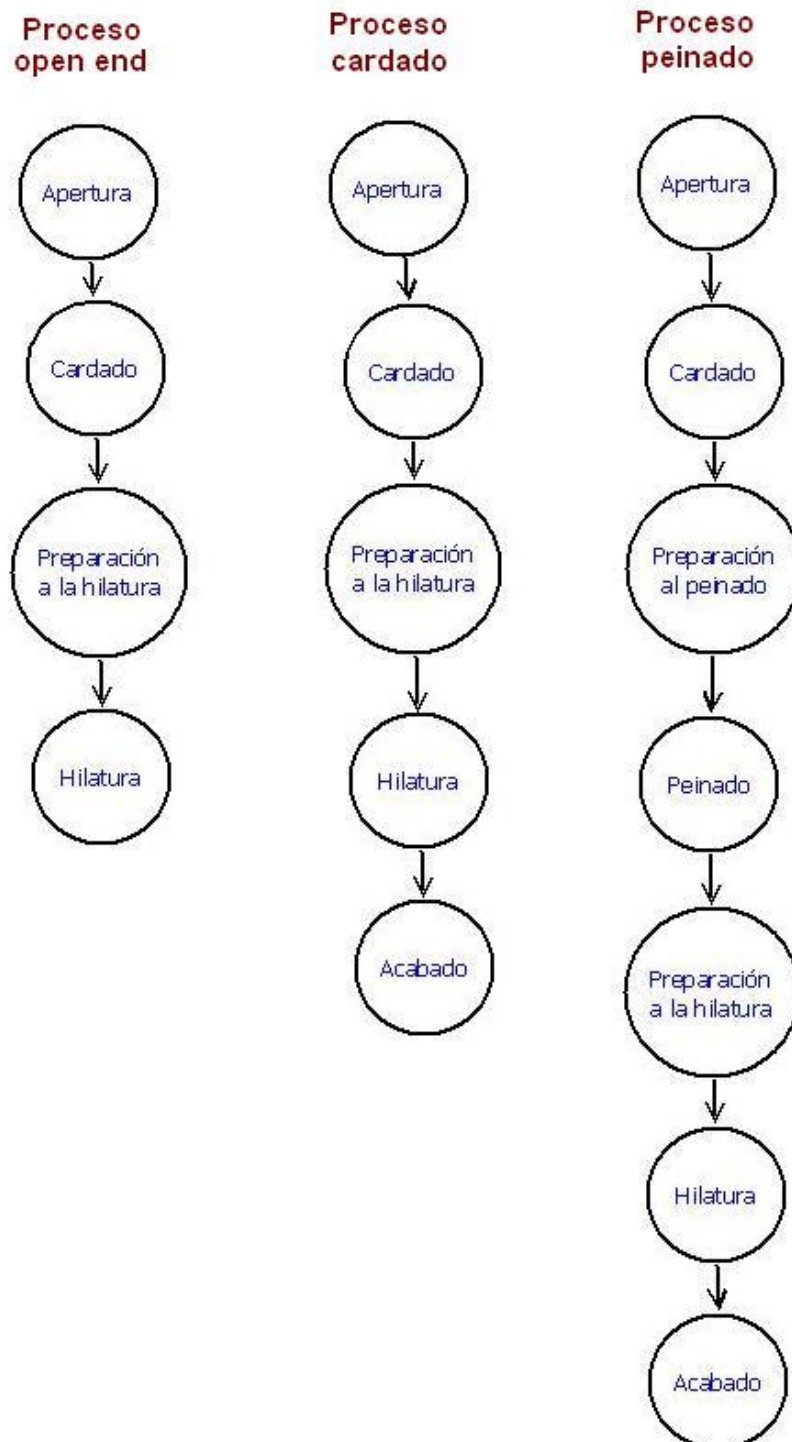 Proceso
open end
Apertura
Cardado
Preparación
a la hilatura
Hilatura
Proceso
cardado
Apertura
Cardado
Preparación
a la hilatura
Hilatura
Acabado
Proceso
peinado
Apertura
Cardado
Preparación
al peinado
Peinado
Preparación
a la hilatura
Hilatura
Acabado